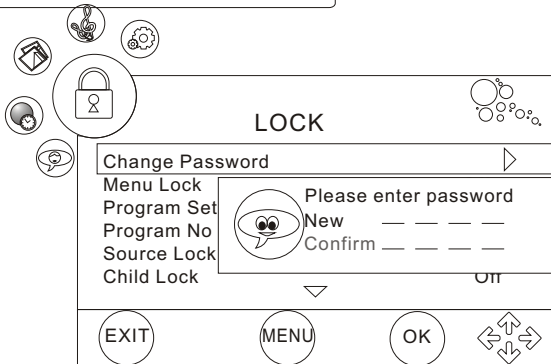 LOCK
Change Password
Menu Lock
Program Set
Program No
Source Lock
Child Lock
Please enter password
New _ _ _ _
Confirm _ _ _ _
Off
EXIT
MENU
OK